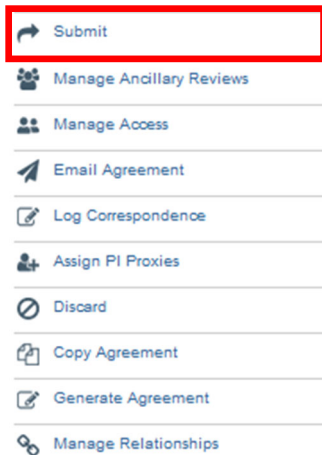 Submit
Manage Ancillary Reviews
Manage Access
Email Agreement
Log Correspondence
Assign PI Proxies
Discard
Copy Agreement
Generate Agreement
Manage Relationships